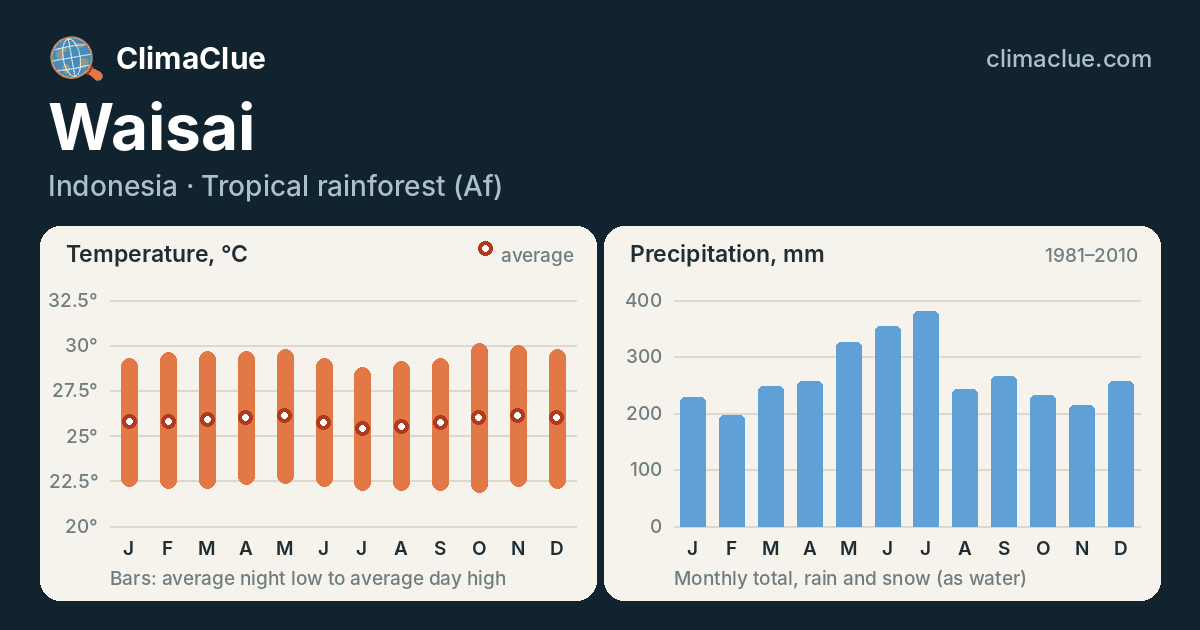 ClimaClue
climaclue.com
Waisai
Indonesia · Tropical rainforest (Af)
Temperature, °C
average
32.5°
30°
27.5°
25°
22.5°
20°
J F M A M J J A S O N D
Bars: average night low to average day high
Precipitation, mm
1981–2010
400
300
200
100
0
J F M A M J J A S O N D
Monthly total, rain and snow (as water)